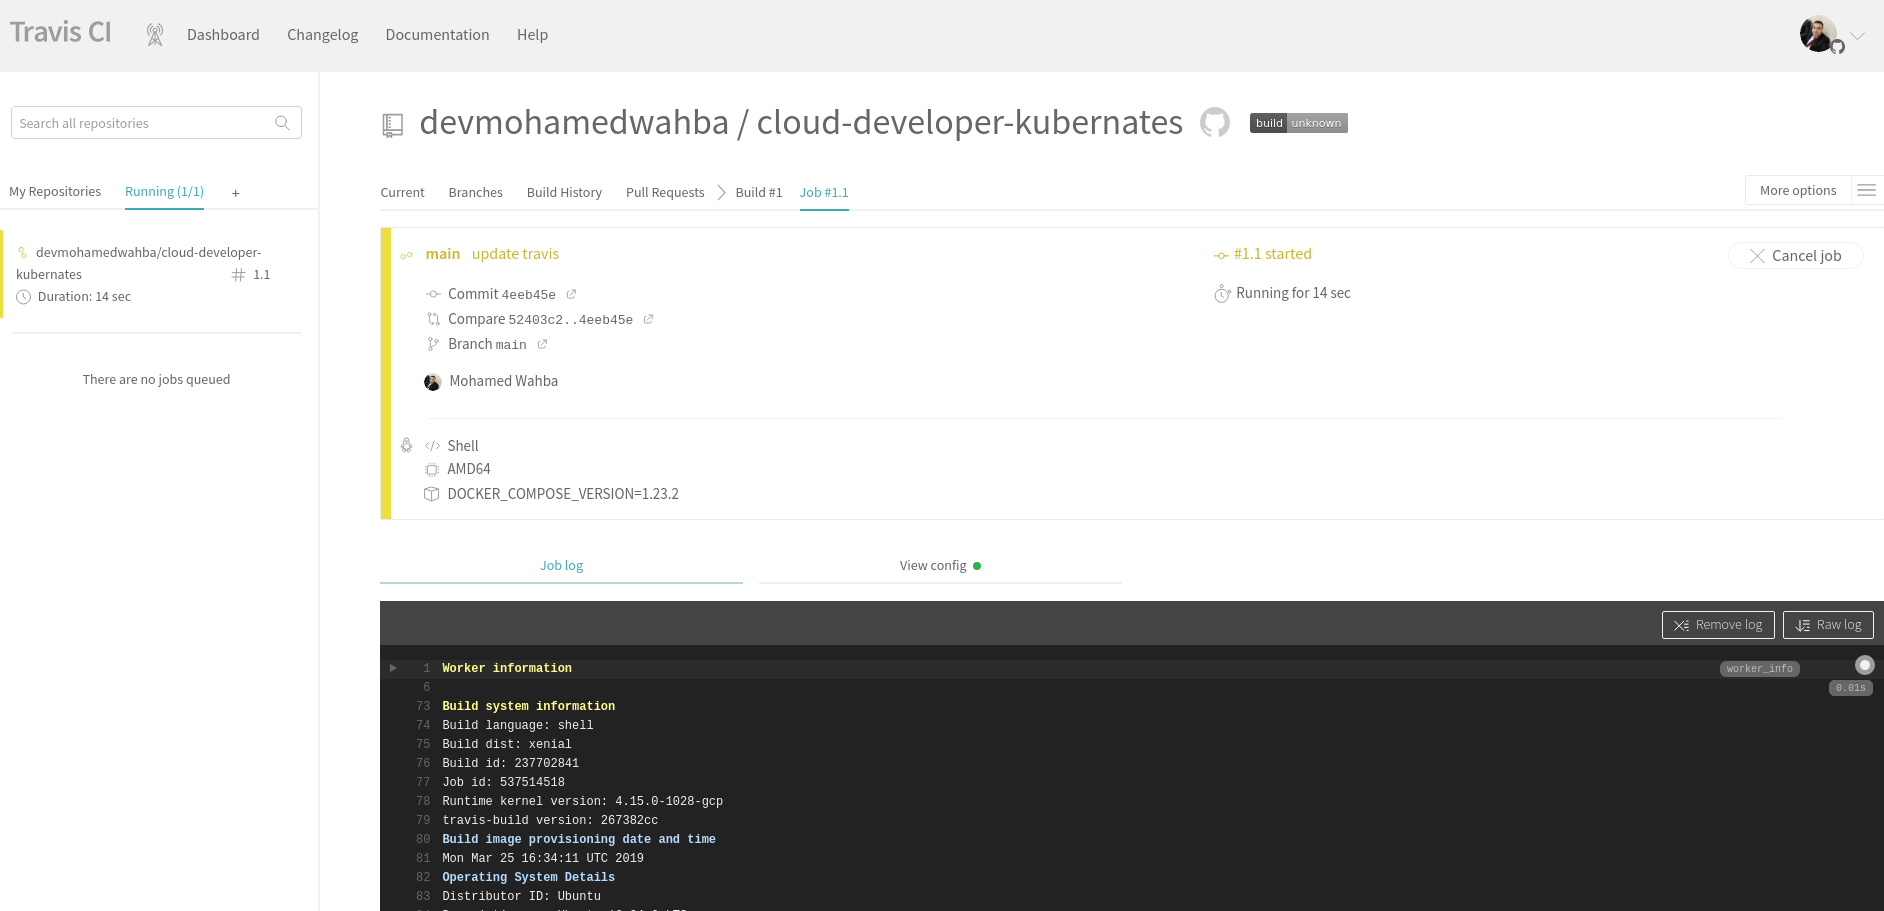 Travis CI
Dashboard Changelog Documentation Help
Search all repositories
My Repositories Running (1/1) +
devmohamedwahba/cloud-developer-
kubernates # 1.1
Duration: 14 sec
There are no jobs queued
devmohamedwahba / cloud-developer-kubernates build unknown
Current Branches Build History Pull Requests Build #1 Job #1.1 More options
main update travis
Commit 4eeb45e
Compare 52403c2..4eeb45e
Branch main
Mohamed Wahba
#1.1 started
Running for 14 sec
Cancel job
Shell
AMD64
DOCKER_COMPOSE_VERSION=1.23.2
Job log View config
Remove log Raw log
1 Worker information worker_info
6 0.01s
73 Build system information
74 Build language: shell
75 Build dist: xenial
76 Build id: 237702841
77 Job id: 537514518
78 Runtime kernel version: 4.15.0-1028-gcp
79 travis-build version: 267382cc
80 Build image provisioning date and time
81 Mon Mar 25 16:34:11 UTC 2019
82 Operating System Details
83 Distributor ID: Ubuntu